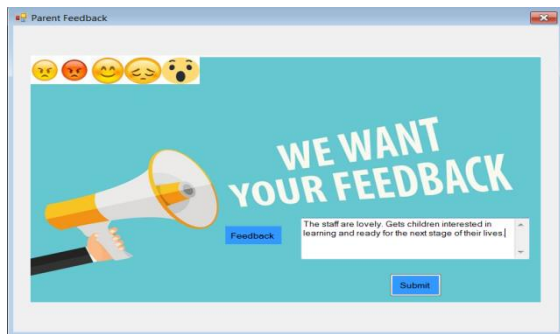 Parent Feedback
WE WANT
YOUR FEEDBACK
Feedback
The staff are lovely. Gets children interested in
learning and ready for the next stage of their lives.
Submit